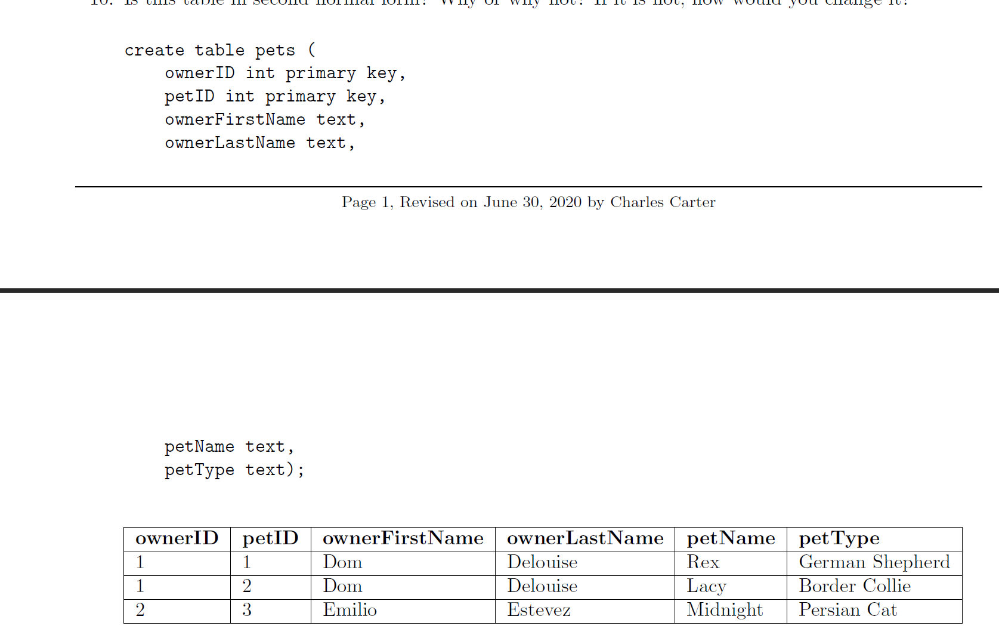 10. Is this table in second normal form? Why or why not? If it is not, how would you change it?
create table pets (
ownerID int primary key,
petID int primary key,
ownerFirstName text,
ownerLastName text,
Page 1, Revised on June 30, 2020 by Charles Carter
petName text,
petType text);
ownerID petID ownerFirstName ownerLastName petName petType
1 1 Dom Delouise Rex German Shepherd
1 2 Dom Delouise Lacy Border Collie
2 3 Emilio Estevez Midnight Persian Cat